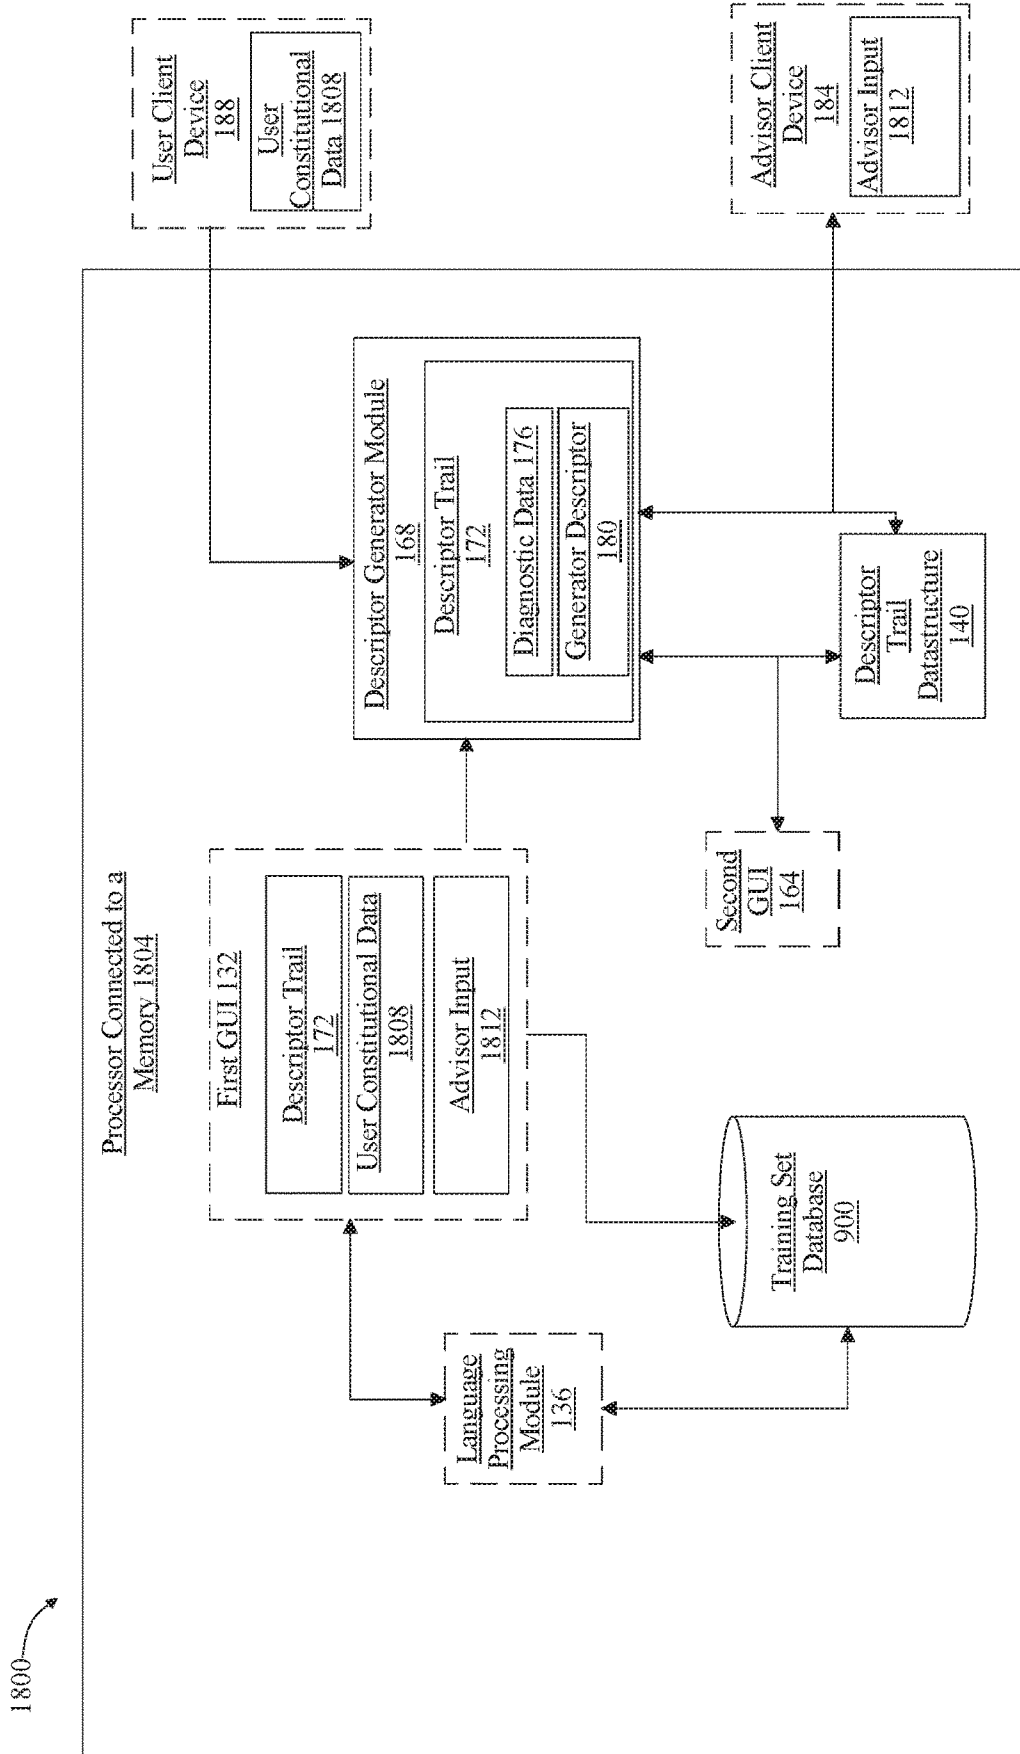 1800
Processor Connected to a
Memory 1804
First GUI 132
Descriptor Trail
172
User Constitutional Data
1808
Advisor Input
1812
Language
Processing
Module
136
Training Set
Database
900
Descriptor Generator Module
168
Descriptor Trail
172
Diagnostic Data 176
Generator Descriptor
180
Second
GUI
164
Descriptor
Trail
Datastructure
140
User Client
Device
188
User
Constitutional
Data 1808
Advisor Client
Device
184
Advisor Input
1812